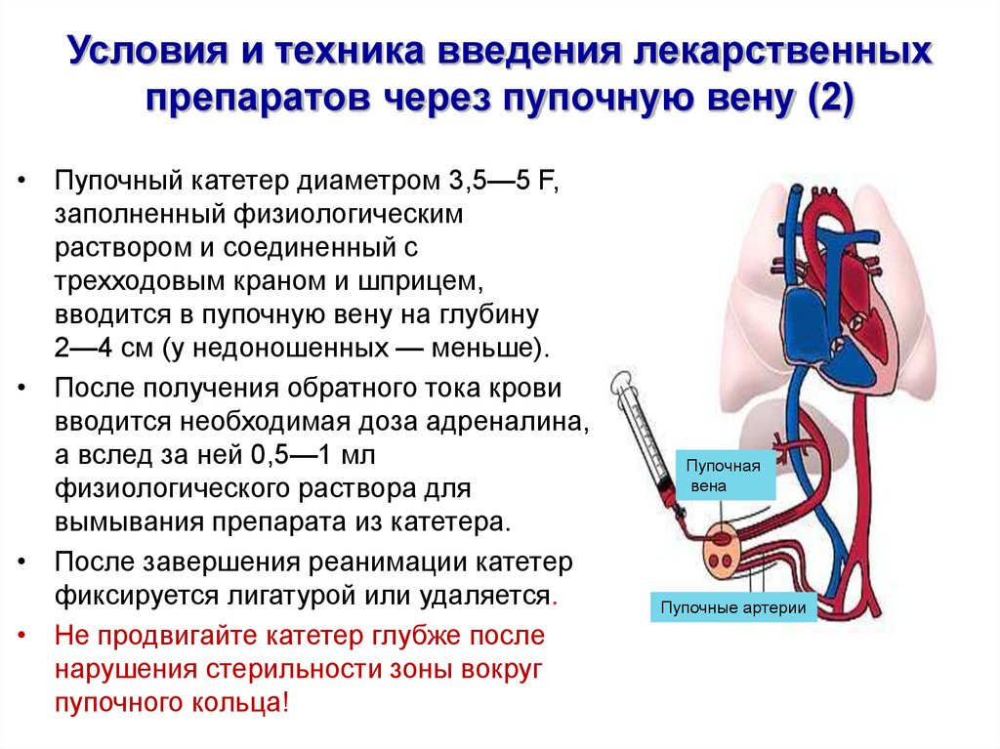 Условия и техника введения лекарственных
препаратов через пупочную вену (2)
• Пупочный катетер диаметром 3,5—5 F,
заполненный физиологическим
раствором и соединенный с
трехходовым краном и шприцем,
вводится в пупочную вену на глубину
2—4 см (у недоношенных — меньше).
• После получения обратного тока крови
вводится необходимая доза адреналина,
а вслед за ней 0,5—1 мл
физиологического раствора для
вымывания препарата из катетера.
• После завершения реанимации катетер
фиксируется лигатурой или удаляется.
• Не продвигайте катетер глубже после
нарушения стерильности зоны вокруг
пупочного кольца!
Пупочная
вена
Пупочные артерии